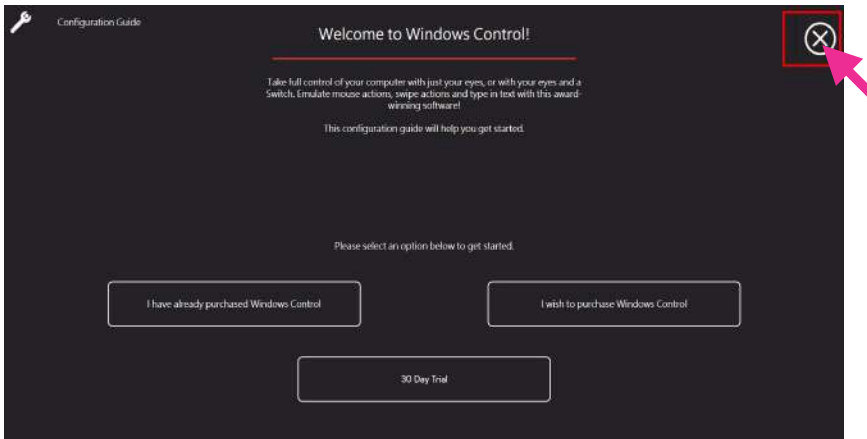 Configuration Guide
Welcome to Windows Control!
Take full control of your computer with just your eyes, or with your eyes and a
Switch. Emulate mouse actions, swipe actions and type in text with this award-
winning software!
This configuration guide will help you get started.
Please select an option below to get started.
I have already purchased Windows Control
I wish to purchase Windows Control
30 Day Trial